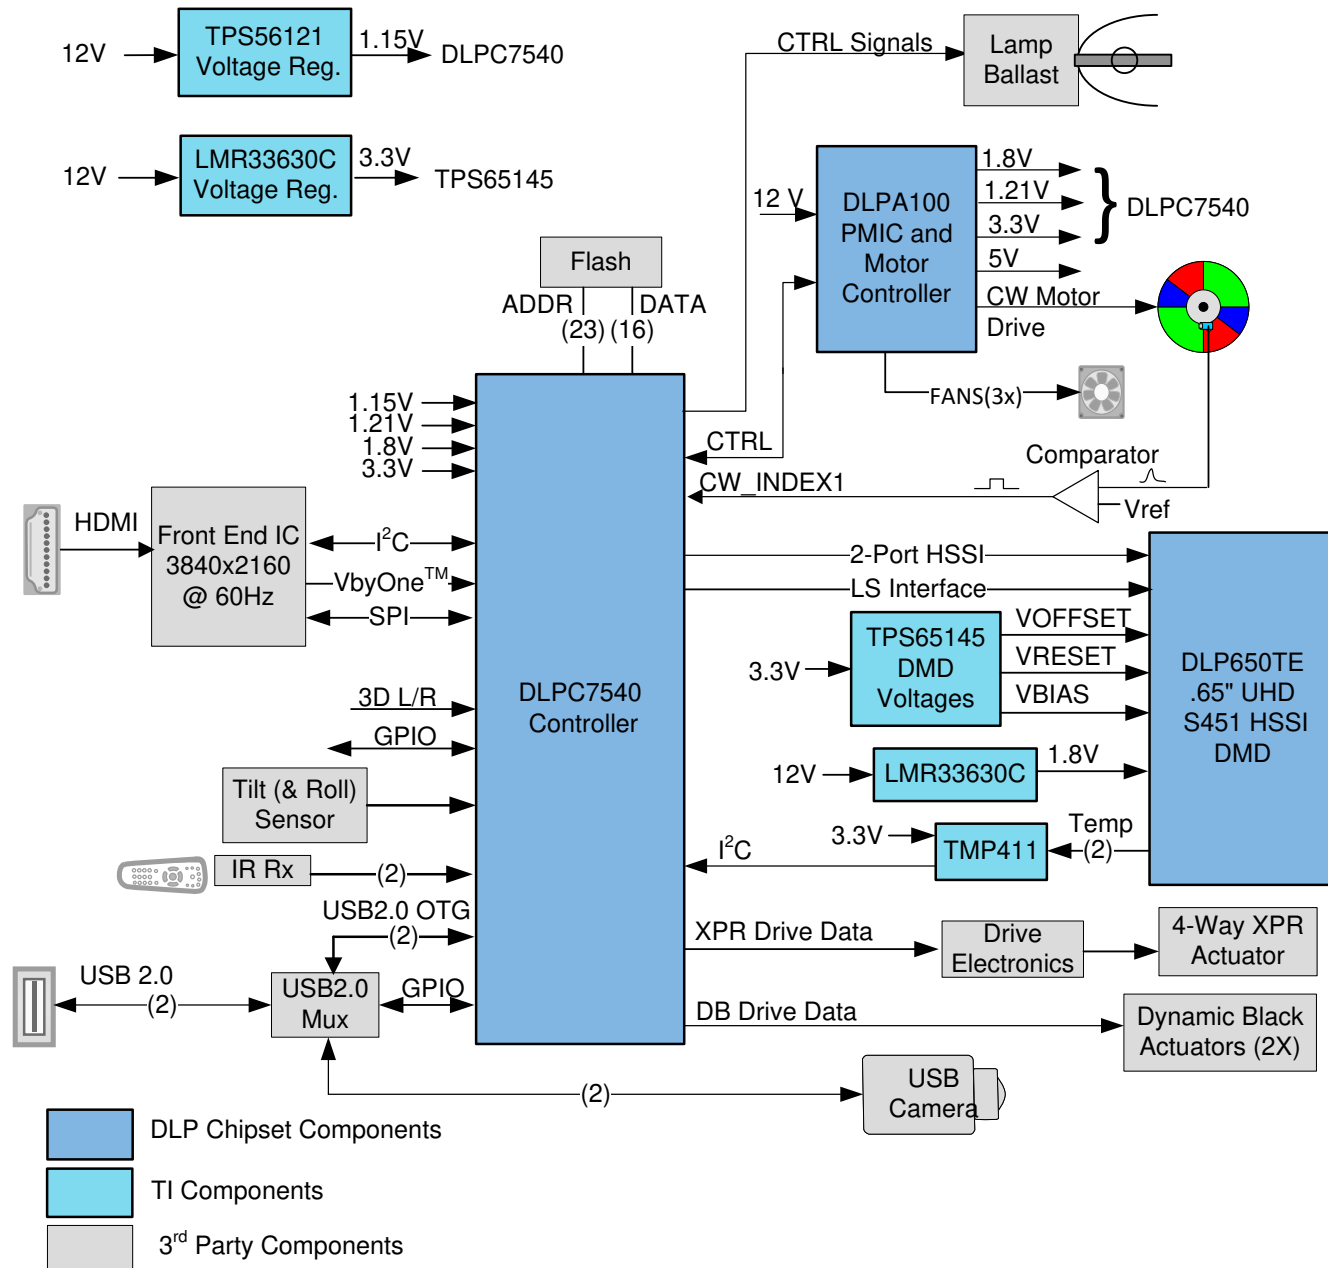 12V
TPS56121
Voltage Reg.
1.15V
DLPC7540
12V
LMR33630C
Voltage Reg.
3.3V
TPS65145
CTRL Signals
Lamp
Ballast
12 V
DLPA100
PMIC and
Motor
Controller
1.8V
1.21V
3.3V
5V
CW Motor
Drive
DLPC7540
FANS(3x)
Flash
ADDR
(23)
DATA
(16)
1.15V
1.21V
1.8V
3.3V
CTRL
CW_INDEX1
Comparator
Vref
HDMI
Front End IC
3840x2160
@ 60Hz
I²C
VbyOne™
SPI
3D L/R
GPIO
Tilt (& Roll)
Sensor
IR Rx
(2)
USB2.0 OTG
(2)
USB 2.0
(2)
USB2.0
Mux
GPIO
(2)
USB
Camera
DLPC7540
Controller
2-Port HSSI
LS Interface
3.3V
TPS65145
DMD
Voltages
VOFFSET
VRESET
VBIAS
12V
LMR33630C
1.8V
3.3V
TMP411
Temp
(2)
I²C
DLP650TE
.65" UHD
S451 HSSI
DMD
XPR Drive Data
Drive
Electronics
4-Way XPR
Actuator
DB Drive Data
Dynamic Black
Actuators (2X)
DLP Chipset Components
TI Components
3rd Party Components